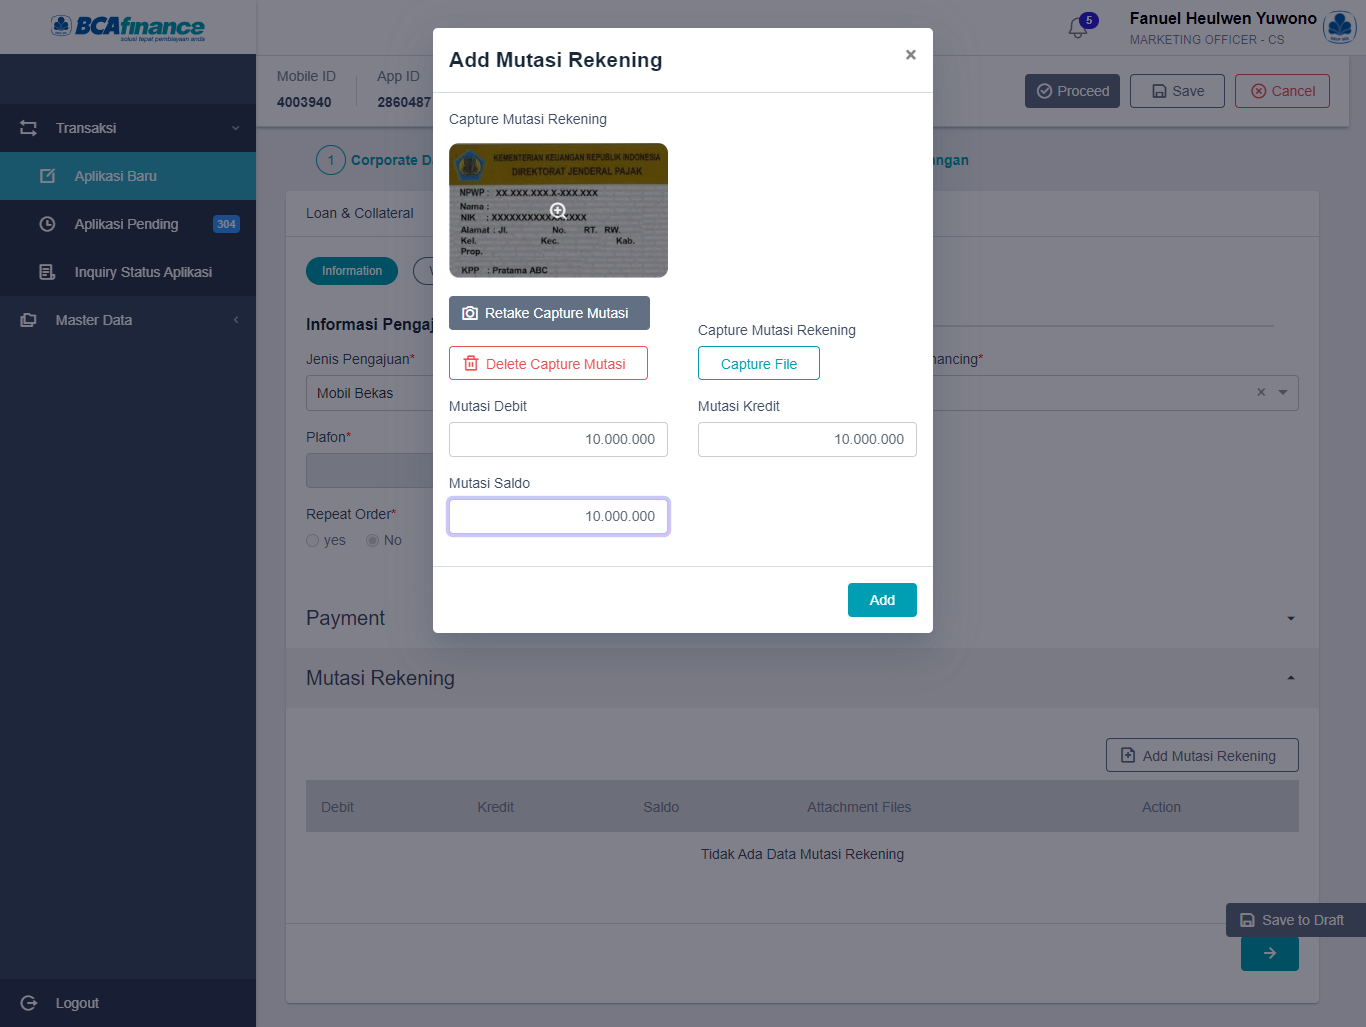 BCAfinance
solusi tepat pembiayaan anda
5
Fanuel Heulwen Yuwono
MARKETING OFFICER - CS
Transaksi
Aplikasi Baru
Aplikasi Pending
304
Inquiry Status Aplikasi
Master Data
Logout
Mobile ID
4003940
App ID
2860487
Proceed
Save
Cancel
1
Corporate D
ngan
Loan & Collateral
Information
V
Informasi Pengaj
Jenis Pengajuan*
nancing*
Mobil Bekas
×
Plafon*
Repeat Order*
yes
No
Add Mutasi Rekening
×
Capture Mutasi Rekening
KEMENTERIAN KEUANGAN REPUBLIK INDONESIA
DIREKTORAT JENDERAL PAJAK
NPWP : XX.XXX.XXX.X-XXX.XXX
Nama :
NIK :
Alamat : Jl. No. RT. RW.
Kel. Kec. Kab.
Prop.
KPP : Pratama ABC
Retake Capture Mutasi
Delete Capture Mutasi
Capture Mutasi Rekening
Capture File
Mutasi Debit
10.000.000
Mutasi Kredit
10.000.000
Mutasi Saldo
10.000.000
Add
Payment
Mutasi Rekening
Add Mutasi Rekening
Debit Kredit Saldo Attachment Files Action
Tidak Ada Data Mutasi Rekening
Save to Draft